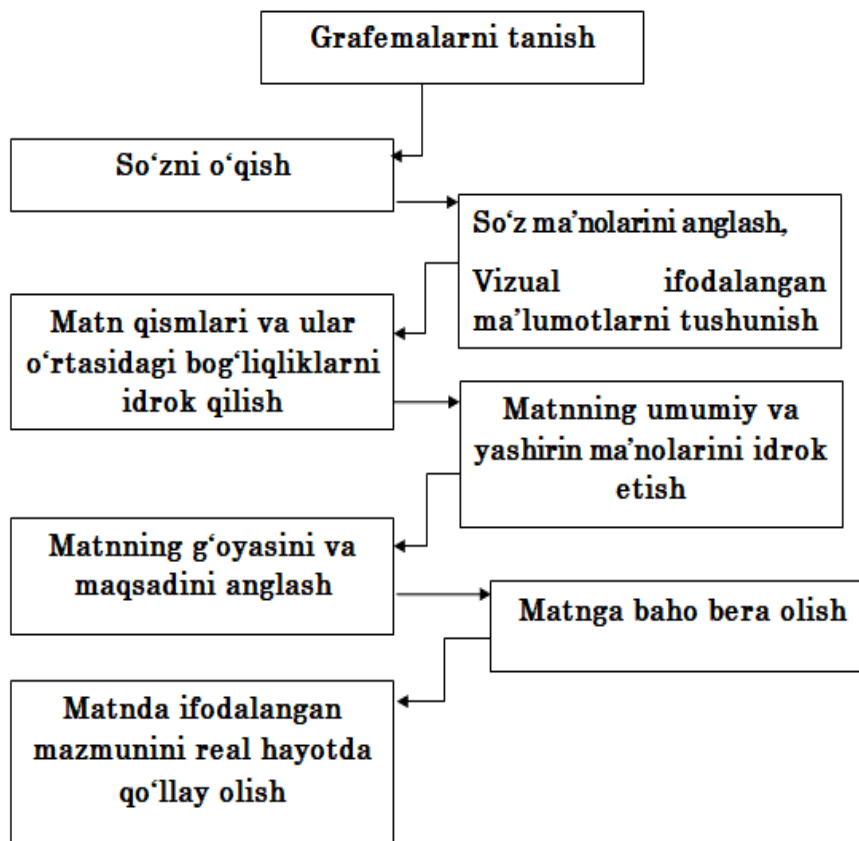 Grafemalarni tanish
So‘zni o‘qish
So‘z ma’nolarini anglash,
Vizual ifodalangan
ma’lumotlarni tushunish
Matn qismlari va ular
o‘rtasidagi bog‘liqliklarni
idrok qilish
Matnning umumiy va
yashirin ma’nolarini idrok
etish
Matnning g‘oyasini va
maqsadini anglash
Matnga baho bera olish
Matnda ifodalangan
mazmunini real hayotda
qo‘llay olish